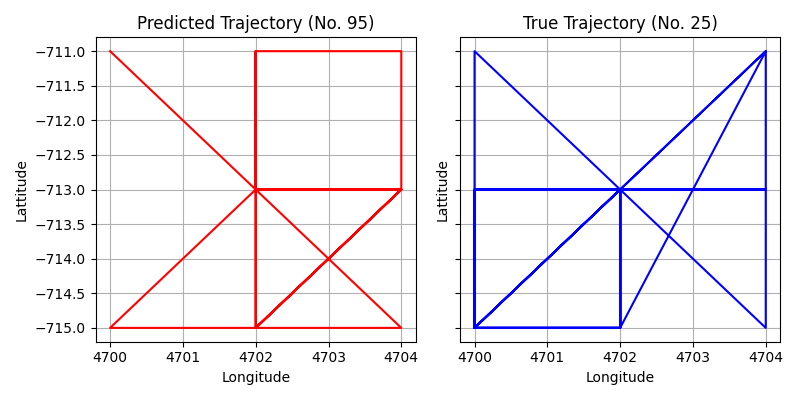 Predicted Trajectory (No. 95)
True Trajectory (No. 25)
−711.0
−711.5
−712.0
−712.5
−713.0
−713.5
−714.0
−714.5
−715.0
Lattitude
Lattitude
4700 4701 4702 4703 4704
4700 4701 4702 4703 4704
Longitude
Longitude